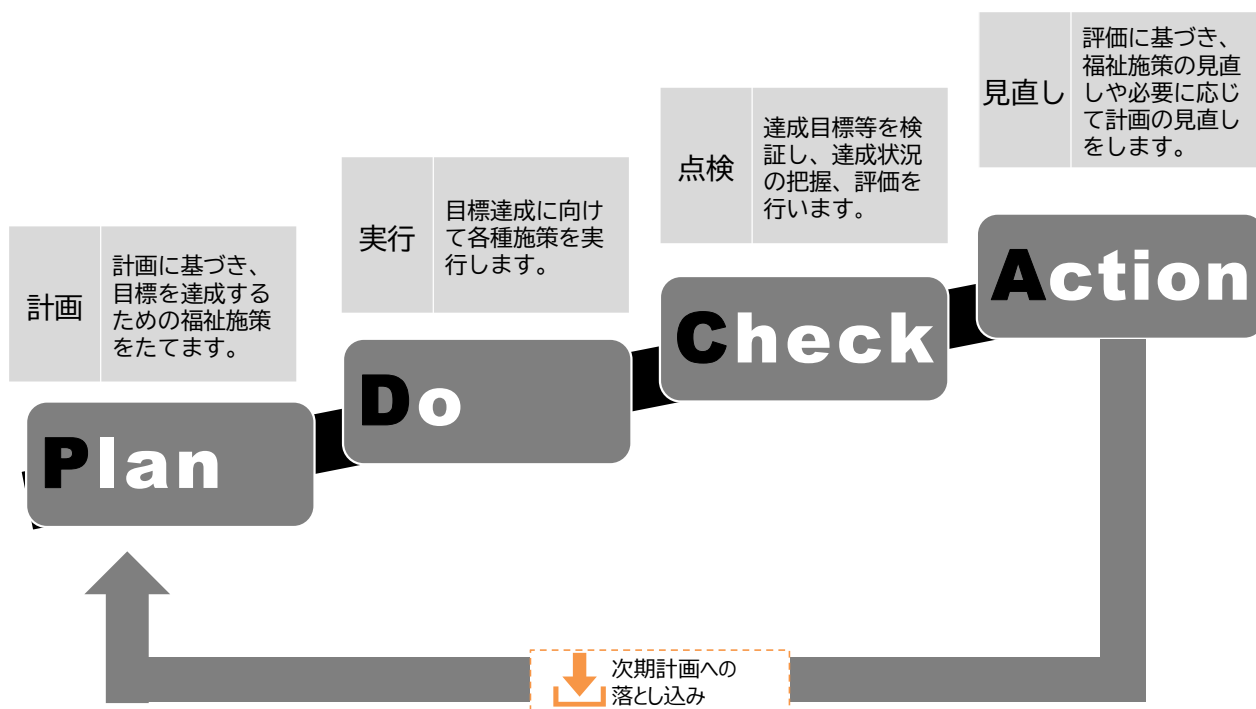 計画
計画に基づき、
目標を達成する
ための福祉施策
をたてます。
Plan
実行
目標達成に向け
て各種施策を実
行します。
Do
点検
達成目標等を検
証し、達成状況
の把握、評価を
行います。
Check
見直し
評価に基づき、
福祉施策の見直
しや必要に応じ
て計画の見直し
をします。
Action
次期計画への
落とし込み